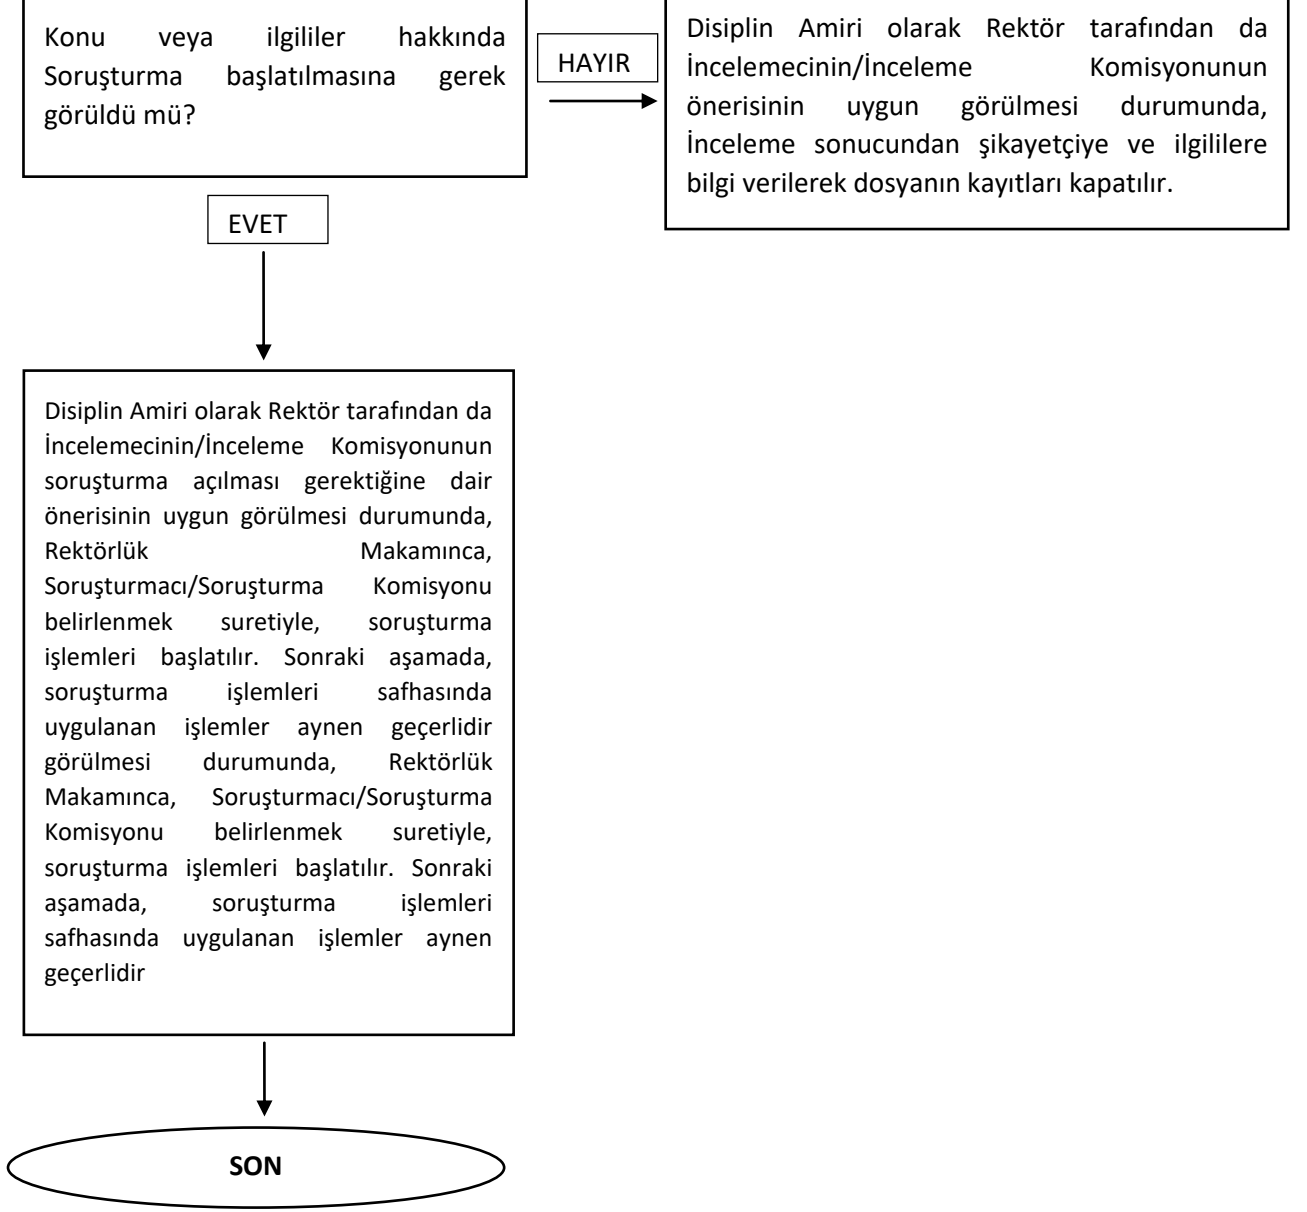 Konu veya ilgililer hakkında
Soruşturma başlatılmasına gerek
görüldü mü?
HAYIR
Disiplin Amiri olarak Rektör tarafından da
İncelemecinin/İnceleme Komisyonunun
önerisinin uygun görülmesi durumunda,
İnceleme sonucundan şikayetçiye ve ilgililere
bilgi verilerek dosyanın kayıtları kapatılır.
EVET
Disiplin Amiri olarak Rektör tarafından da
İncelemecinin/İnceleme Komisyonunun
soruşturma açılması gerektiğine dair
önerisinin uygun görülmesi durumunda,
Rektörlük Makamınca,
Soruşturmacı/Soruşturma Komisyonu
belirlenmek suretiyle, soruşturma
işlemleri başlatılır. Sonraki aşamada,
soruşturma işlemleri safhasında
uygulanan işlemler aynen geçerlidir
görülmesi durumunda, Rektörlük
Makamınca, Soruşturmacı/Soruşturma
Komisyonu belirlenmek suretiyle,
soruşturma işlemleri başlatılır. Sonraki
aşamada, soruşturma işlemleri
safhasında uygulanan işlemler aynen
geçerlidir
SON